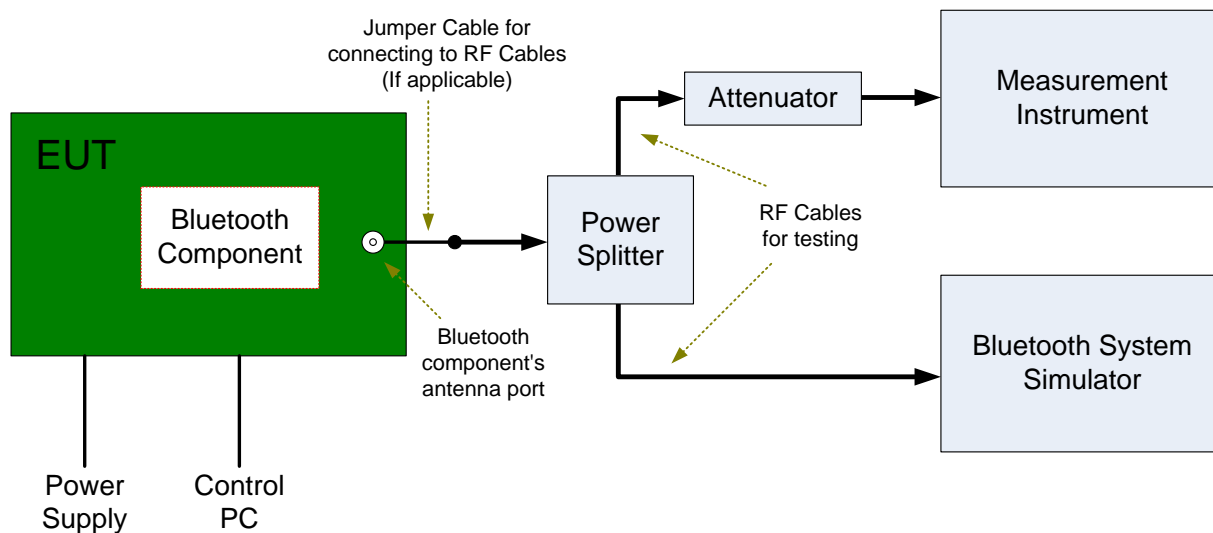 Jumper Cable for
connecting to RF Cables
(If applicable)
Attenuator
Measurement
Instrument
EUT
Bluetooth
Component
Power
Splitter
RF Cables
for testing
Bluetooth
component's
antenna port
Bluetooth System
Simulator
Power
Supply
Control
PC